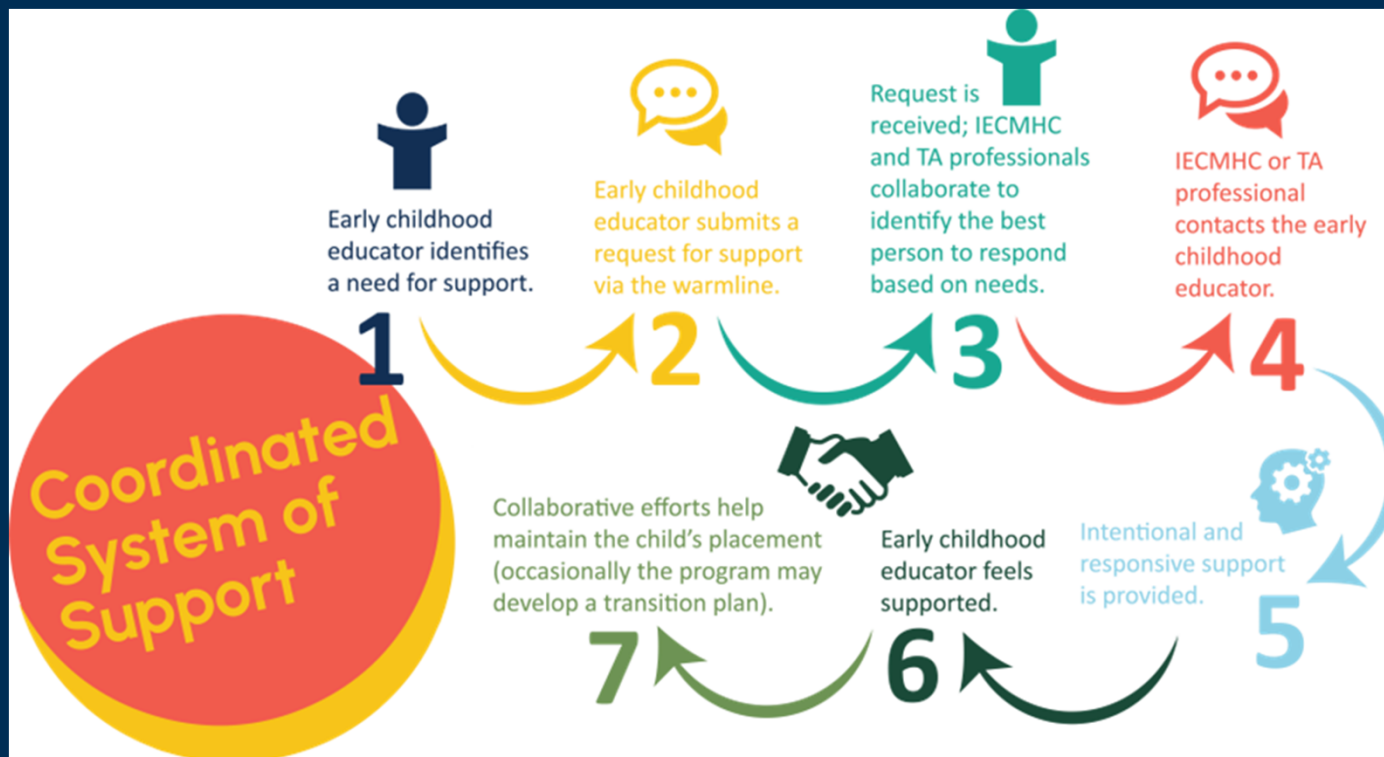 Coordinated
System of
Support
Early childhood
educator identifies
a need for support.
1
Early childhood
educator submits a
request for support
via the warmline.
2
Request is
received; IECMHC
and TA professionals
collaborate to
identify the best
person to respond
based on needs.
3
IECMHC or TA
professional
contacts the early
childhood
educator.
4
Intentional and
responsive support
is provided.
5
Early childhood
educator feels
supported.
6
Collaborative efforts help
maintain the child’s placement
(occasionally the program may
develop a transition plan).
7